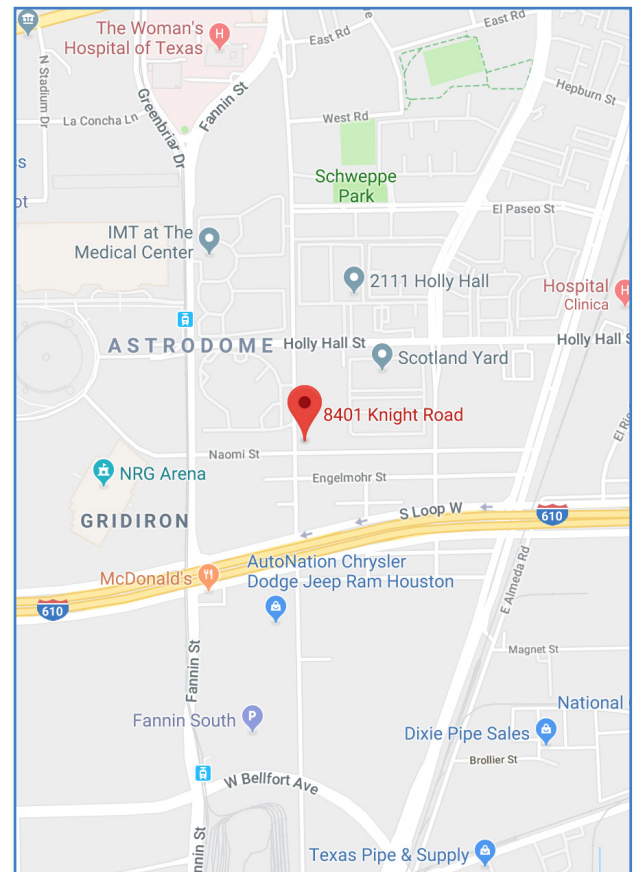 The Woman's
Hospital of Texas
H
East Rd
East Rd
N Stadium Dr
Greenbriar Dr
Fannin St
Hepburn St
La Concha Ln
West Rd
Schweppe
Park
El Paseo St
IMT at The
Medical Center
2111 Holly Hall
Hospital
Clinica
H
ASTRODOME
Holly Hall St
Holly Hall S
Scotland Yard
8401 Knight Road
El Rio
Naomi St
NRG Arena
Engelmohr St
GRIDIRON
S Loop W
610
AutoNation Chrysler
Dodge Jeep Ram Houston
McDonald's
610
E Almeda Rd
Fannin St
Magnet St
National
Fannin South
P
Dixie Pipe Sales
Brollier St
W Bellfort Ave
nnin St
Texas Pipe & Supply